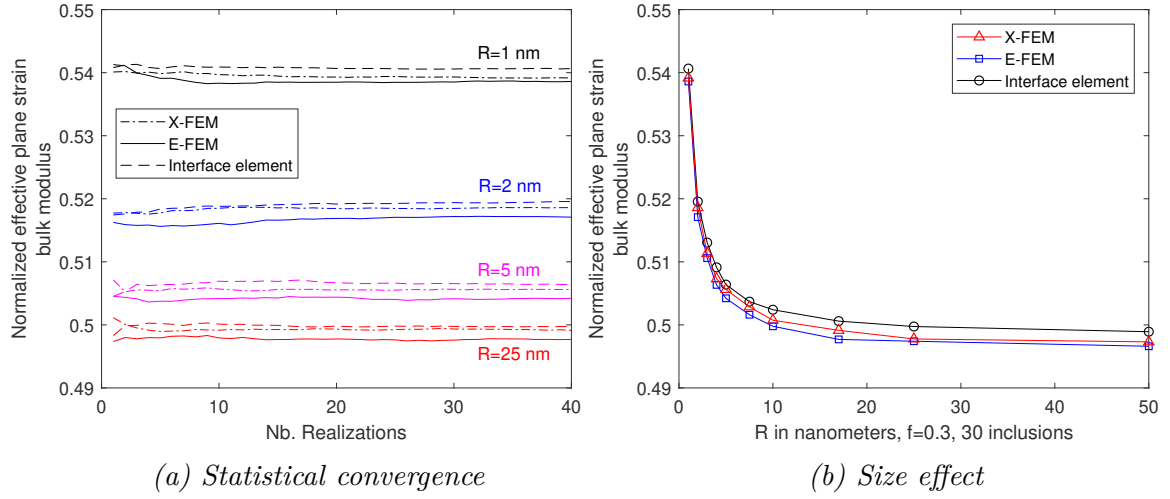 0.55
0.54
0.53
0.52
0.51
0.5
0.49
Normalized effective plane strain
bulk modulus
R=1 nm
X-FEM
E-FEM
Interface element
R=2 nm
R=5 nm
R=25 nm
0
10
20
30
40
Nb. Realizations
(a) Statistical convergence
0.55
0.54
0.53
0.52
0.51
0.5
0.49
Normalized effective plane strain
bulk modulus
X-FEM
E-FEM
Interface element
0
10
20
30
40
50
R in nanometers, f=0.3, 30 inclusions
(b) Size effect